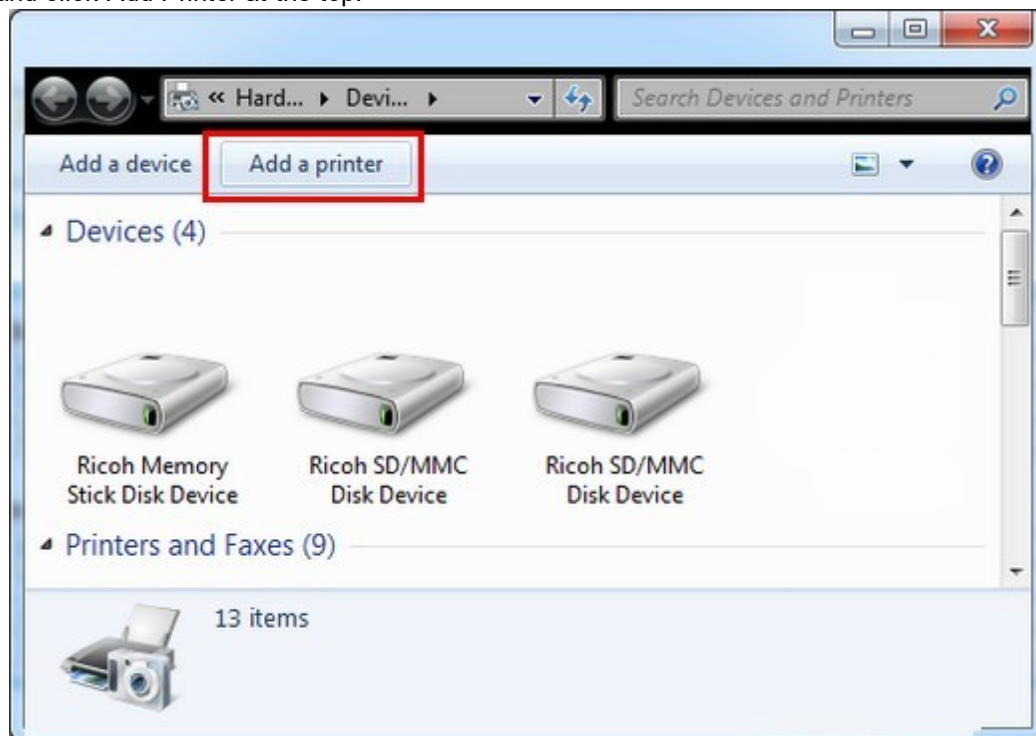 and click Add Printer at the top.
« Hard... ▸ Devi... ▸
Search Devices and Printers
Add a device
Add a printer
Devices (4)
Ricoh Memory
Stick Disk Device
Ricoh SD/MMC
Disk Device
Ricoh SD/MMC
Disk Device
Printers and Faxes (9)
13 items